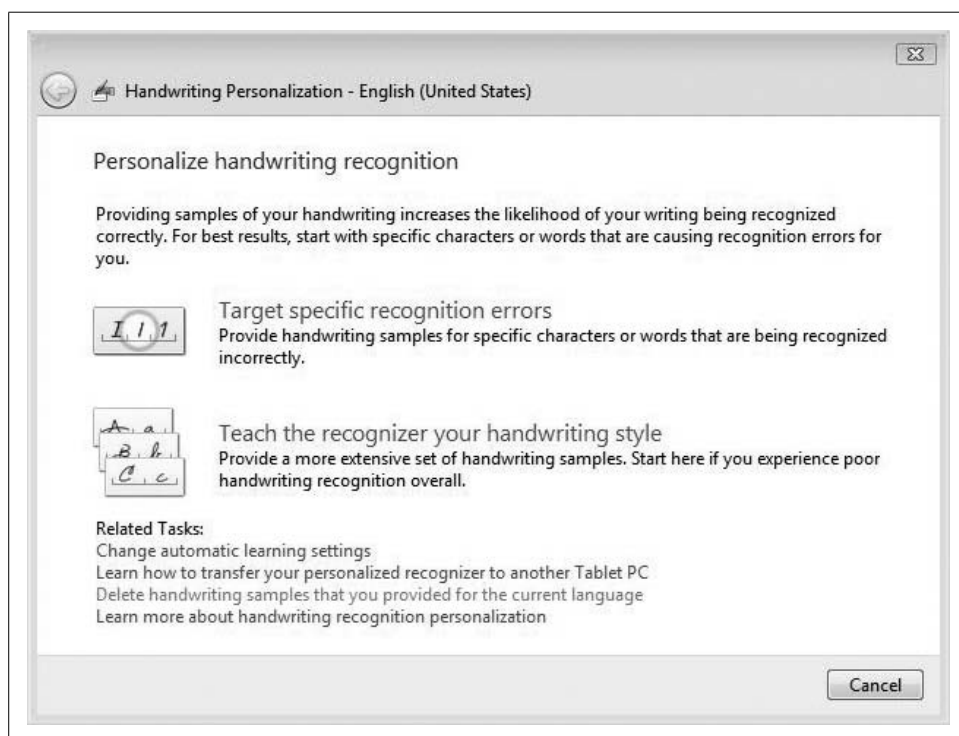 Handwriting Personalization - English (United States)
Personalize handwriting recognition
Providing samples of your handwriting increases the likelihood of your writing being recognized
correctly. For best results, start with specific characters or words that are causing recognition errors for
you.
I 1 1
Target specific recognition errors
Provide handwriting samples for specific characters or words that are being recognized
incorrectly.
A a
B b
C c
Teach the recognizer your handwriting style
Provide a more extensive set of handwriting samples. Start here if you experience poor
handwriting recognition overall.
Related Tasks:
Change automatic learning settings
Learn how to transfer your personalized recognizer to another Tablet PC
Delete handwriting samples that you provided for the current language
Learn more about handwriting recognition personalization
Cancel